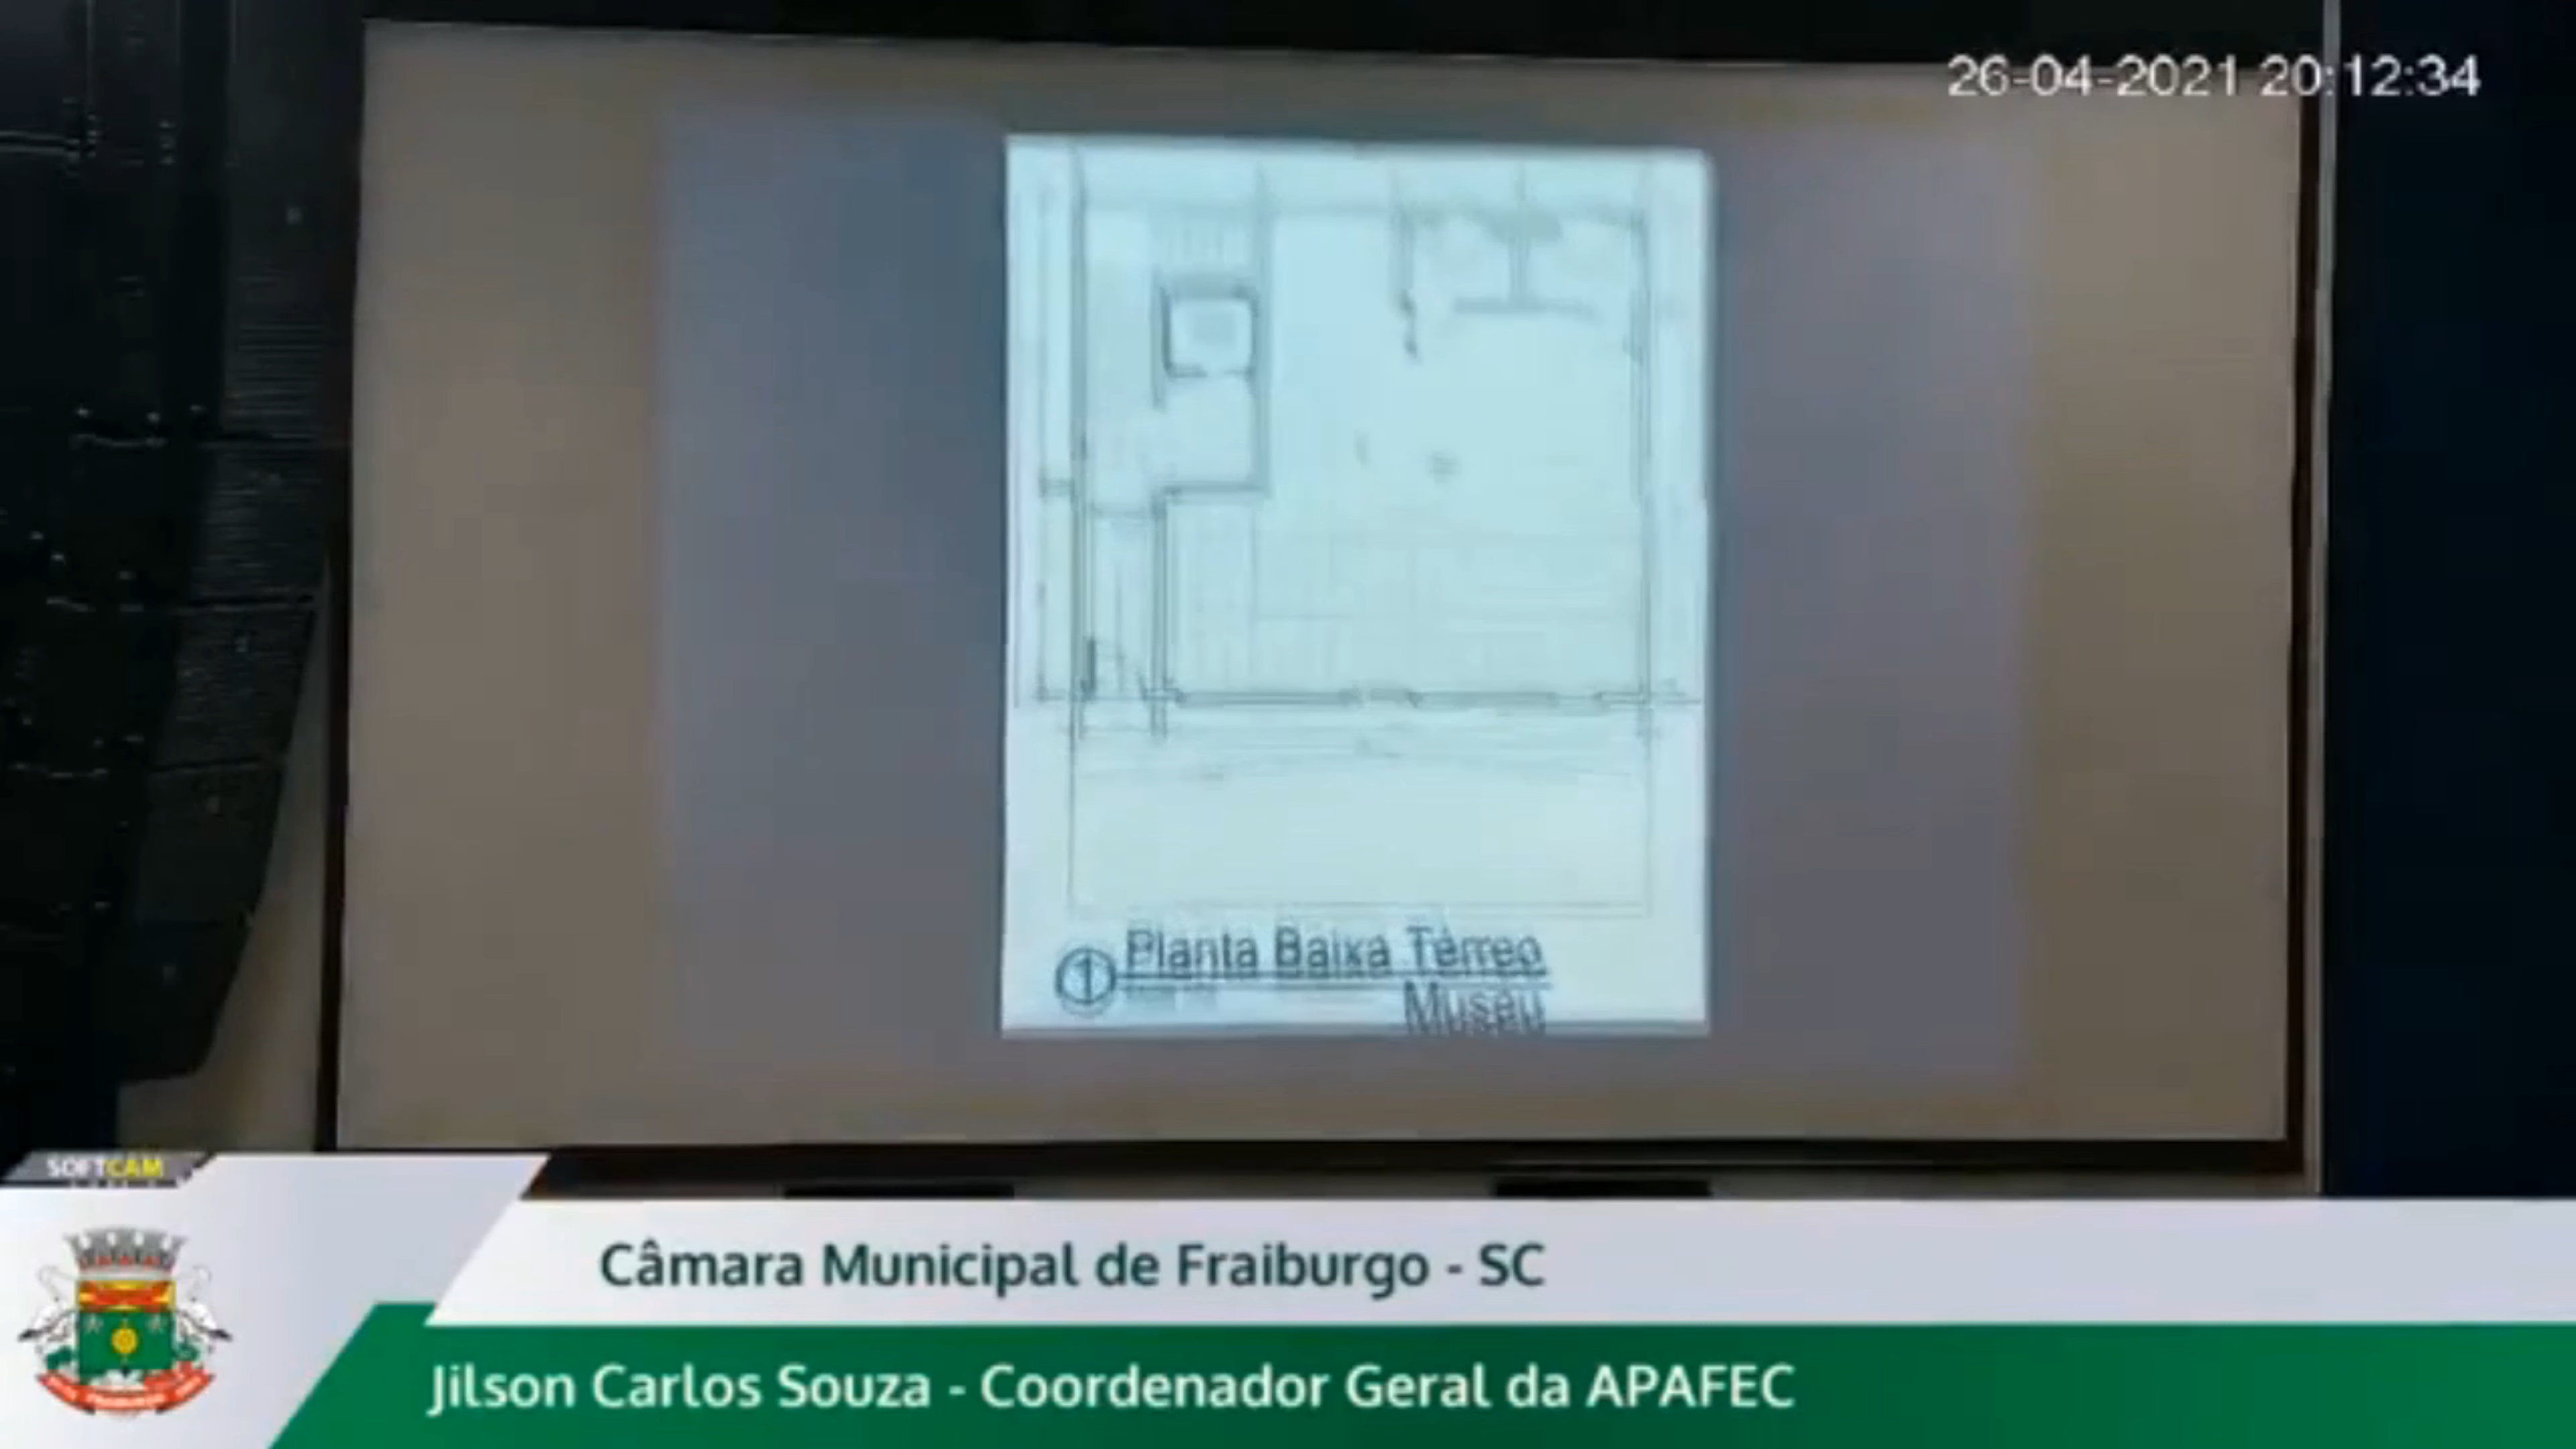 26-04-2021 20:12:34
1 Planta Baixa Térreo
Museu
SOFTCAM
Câmara Municipal de Fraiburgo - SC
Jilson Carlos Souza - Coordenador Geral da APAFEC